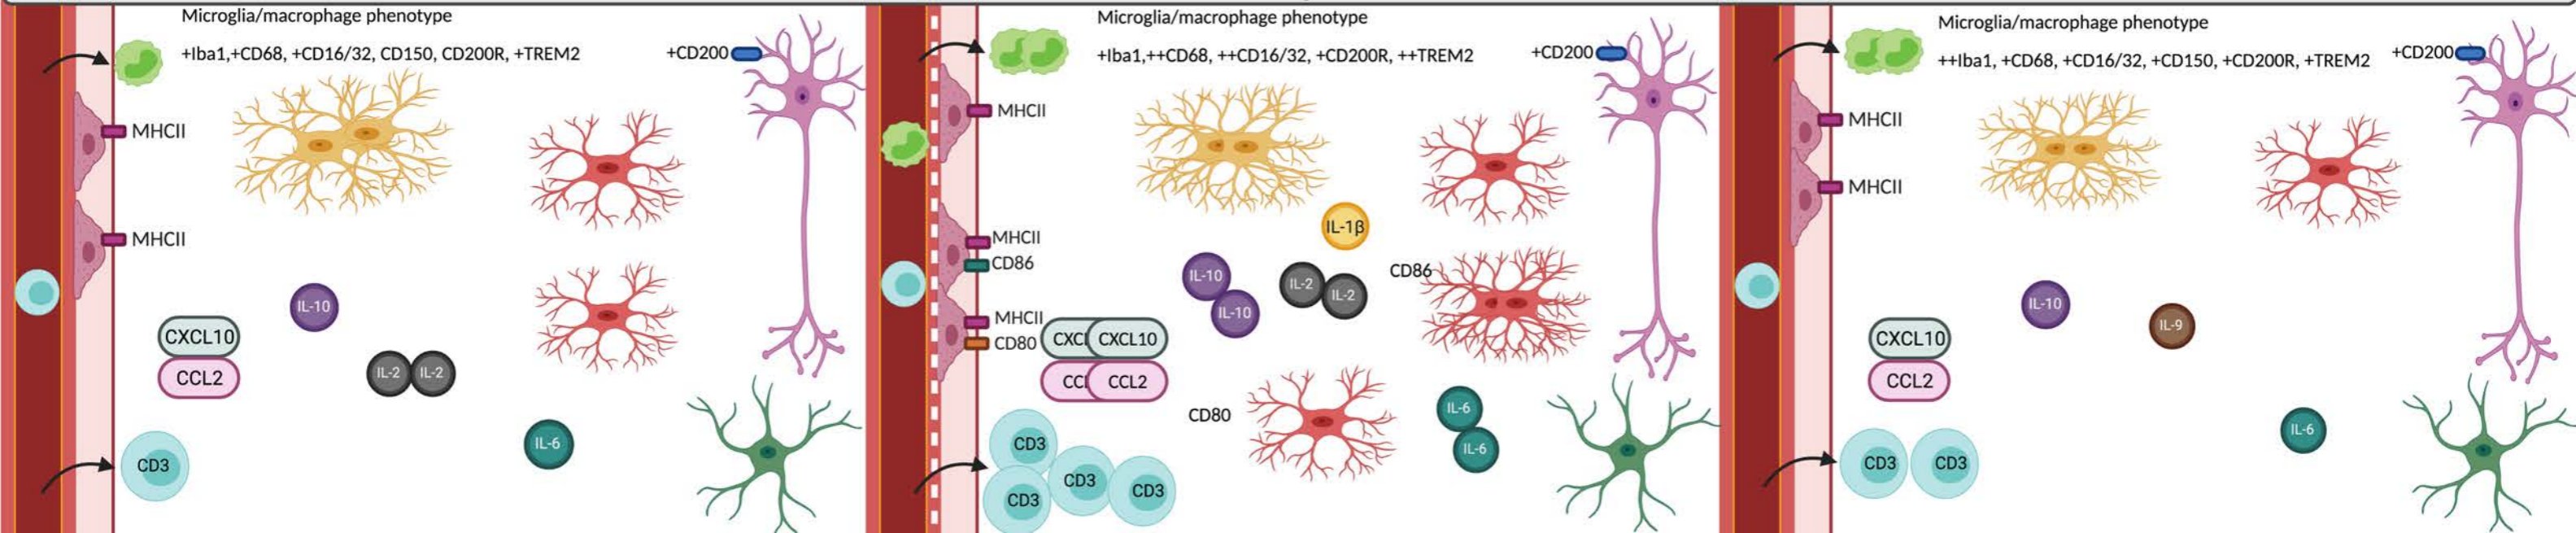 Microglia/macrophage phenotype
+Iba1,+CD68, +CD16/32, CD150, CD200R, +TREM2
+CD200
MHCII
MHCII
IL-10
CXCL10
CCL2
IL-2 IL-2
IL-6
CD3
Microglia/macrophage phenotype
+Iba1,++CD68, ++CD16/32, +CD200R, ++TREM2
+CD200
MHCII
IL-1β
MHCII
CD86
IL-10
IL-10
IL-2
IL-2
CD86
MHCII
CD80
CXCL CXCL10
CCL CCL2
CD80
IL-6
IL-6
CD3
CD3
CD3
CD3
Microglia/macrophage phenotype
++Iba1, +CD68, +CD16/32, +CD150, +CD200R, +TREM2
+CD200
MHCII
MHCII
IL-10
IL-9
CXCL10
CCL2
IL-6
CD3 CD3